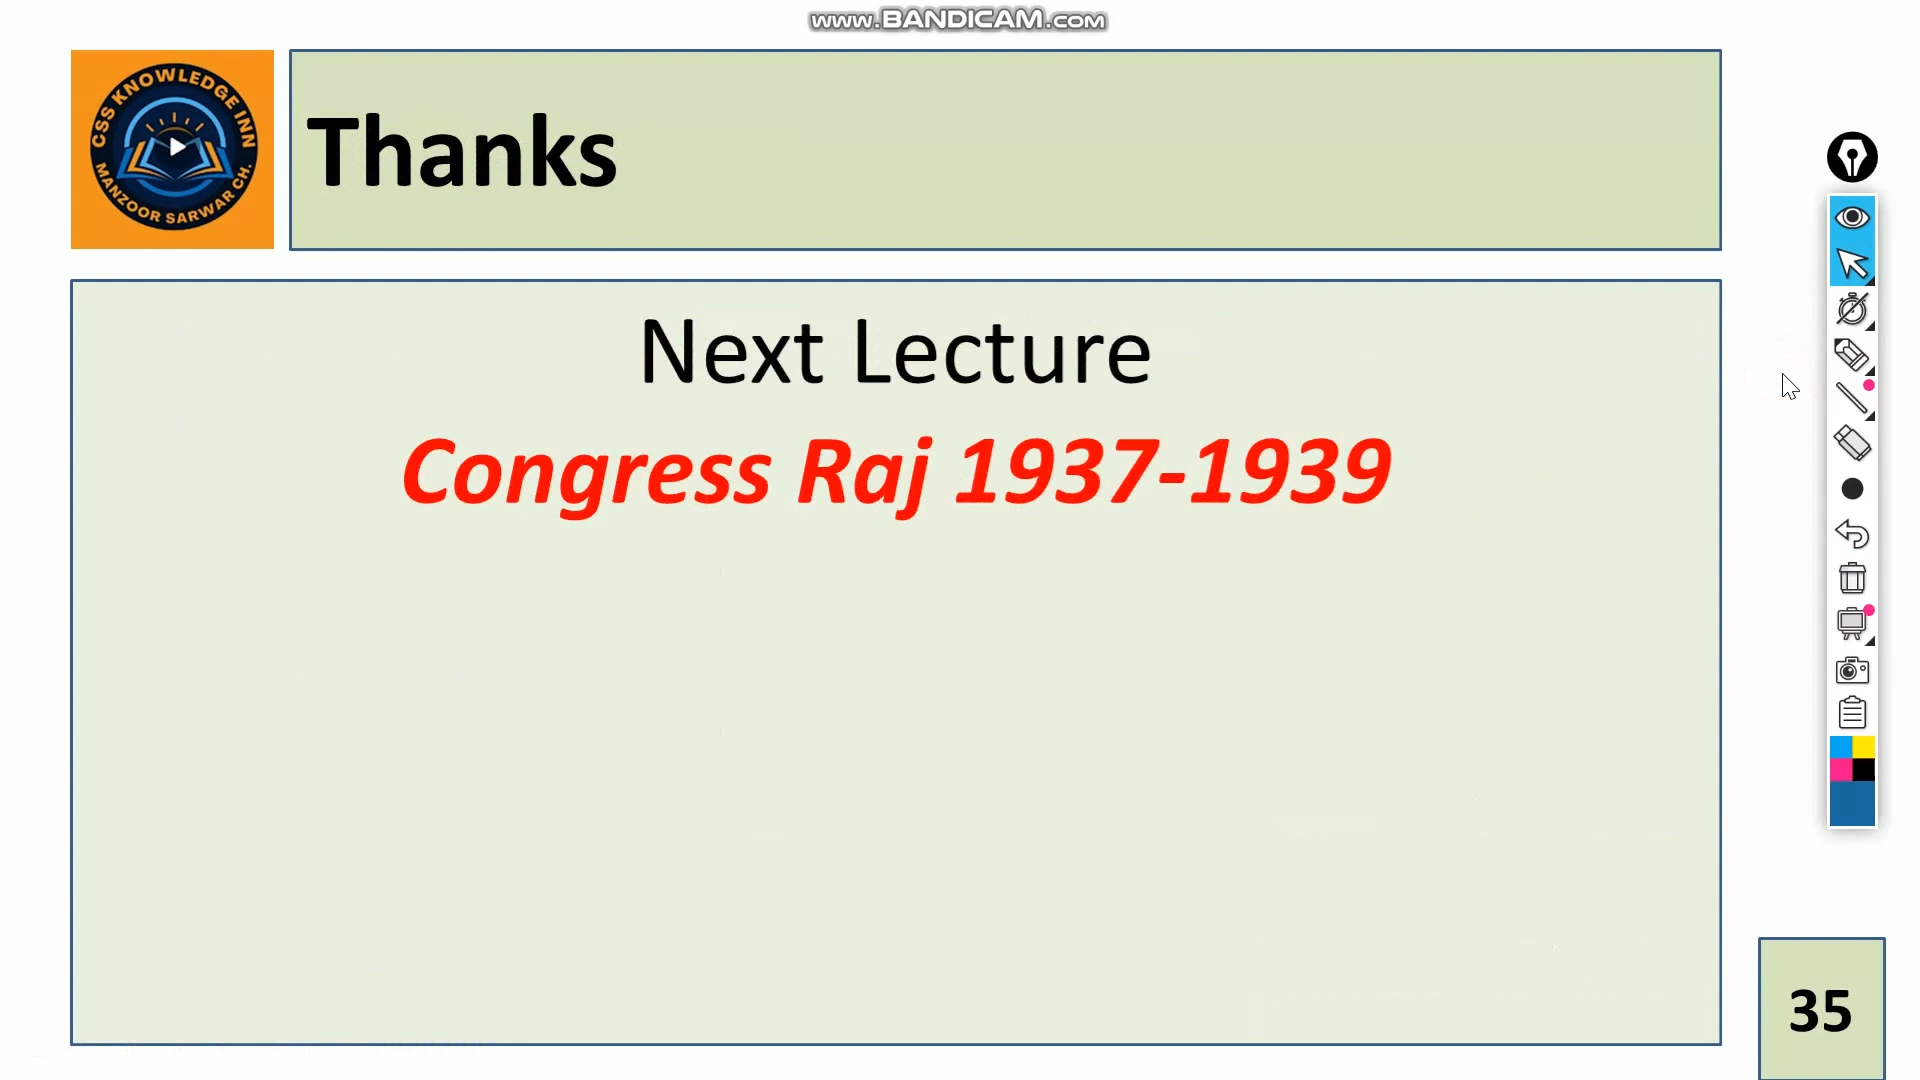 www.BANDICAM.com
CSS KNOWLEDGE INN
MANZOOR SARWAR CH.
Thanks
Next Lecture
Congress Raj 1937-1939
35